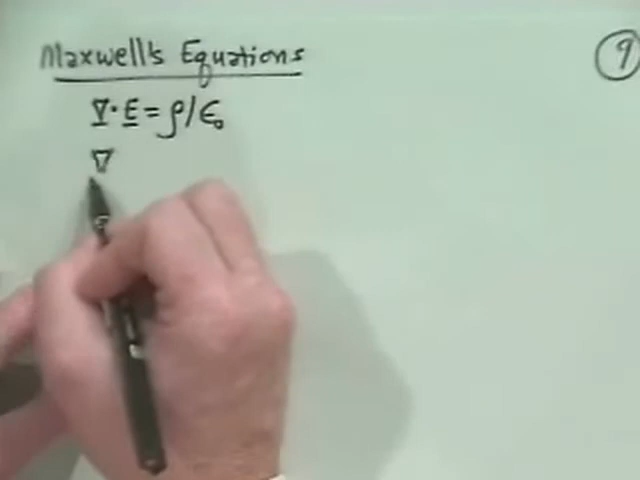 Maxwell's Equations
9
∇·E = ρ/ϵ₀
∇